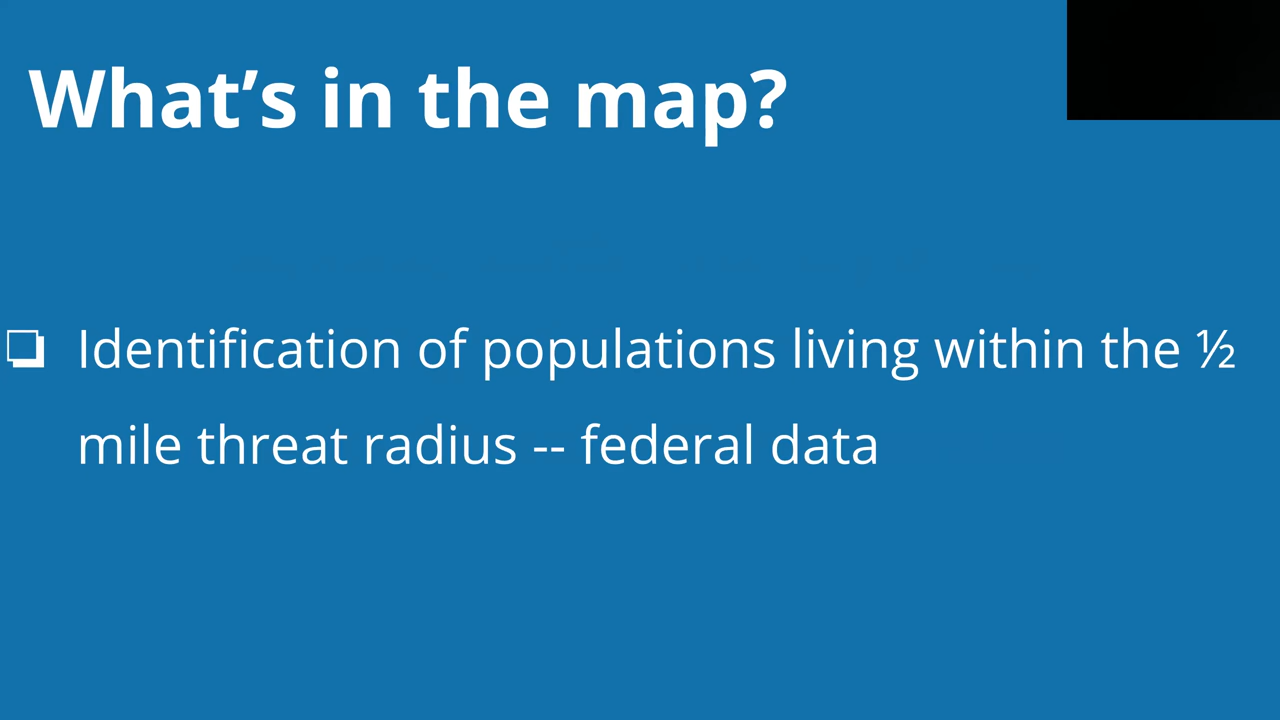 What’s in the map?
❏ Identification of populations living within the ½
mile threat radius -- federal data